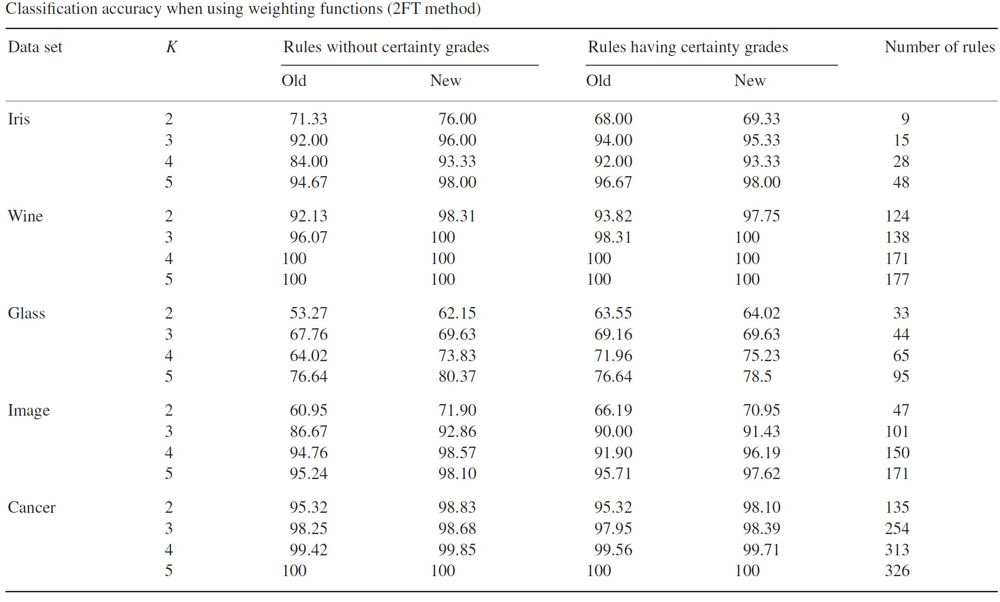 Classification accuracy when using weighting functions (2FT method)
Data set K Rules without certainty grades Rules having certainty grades Number of rules
Old New Old New
Iris 2 71.33 76.00 68.00 69.33 9
3 92.00 96.00 94.00 95.33 15
4 84.00 93.33 92.00 93.33 28
5 94.67 98.00 96.67 98.00 48
Wine 2 92.13 98.31 93.82 97.75 124
3 96.07 100 98.31 100 138
4 100 100 100 100 171
5 100 100 100 100 177
Glass 2 53.27 62.15 63.55 64.02 33
3 67.76 69.63 69.16 69.63 44
4 64.02 73.83 71.96 75.23 65
5 76.64 80.37 76.64 78.5 95
Image 2 60.95 71.90 66.19 70.95 47
3 86.67 92.86 90.00 91.43 101
4 94.76 98.57 91.90 96.19 150
5 95.24 98.10 95.71 97.62 171
Cancer 2 95.32 98.83 95.32 98.10 135
3 98.25 98.68 97.95 98.39 254
4 99.42 99.85 99.56 99.71 313
5 100 100 100 100 326